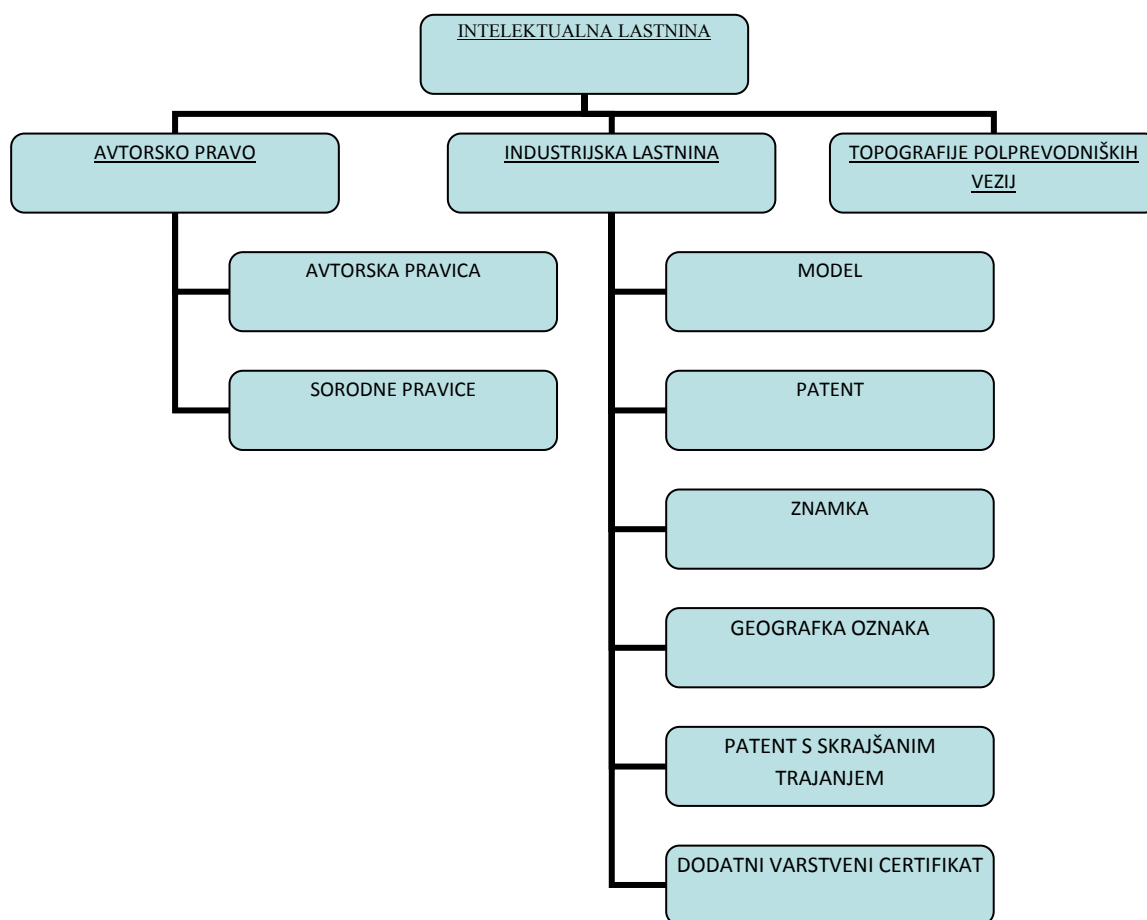 INTELEKTUALNA LASTNINA
AVTORSKO PRAVO
INDUSTRIJSKA LASTNINA
TOPOGRAFIJE POLPREVODNIŠKIH
VEZIJ
AVTORSKA PRAVICA
SORODNE PRAVICE
MODEL
PATENT
ZNAMKA
GEOGRAFKA OZNAKA
PATENT S SKRAJŠANIM
TRAJANJEM
DODATNI VARSTVENI CERTIFIKAT